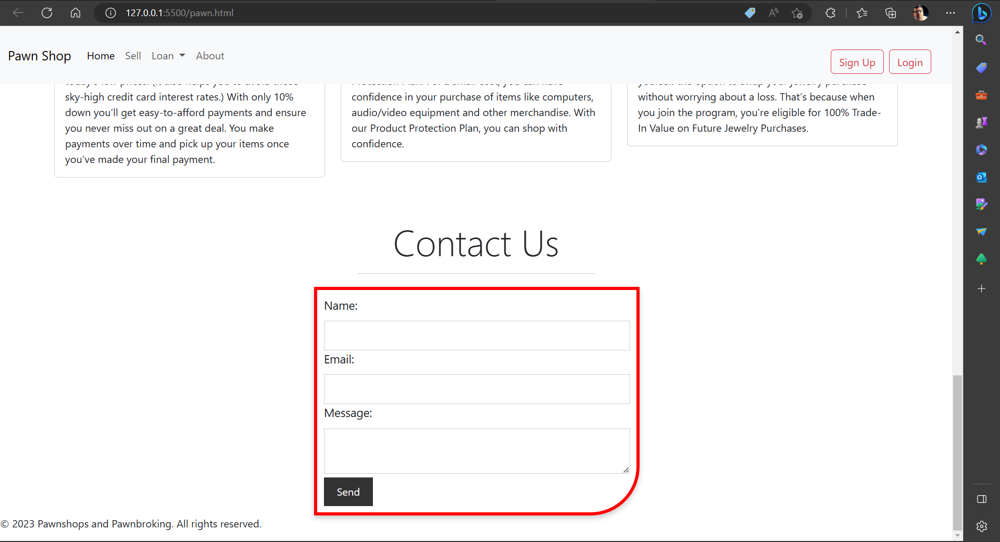 127.0.0.1:5500/pawn.html
Pawn Shop Home Sell Loan About
Sign Up Login
sky-high credit card interest rates.) With only 10%
down you’ll get easy-to-afford payments and ensure
you never miss out on a great deal. You make
payments over time and pick up your items once
you’ve made your final payment.
confidence in your purchase of items like computers,
audio/video equipment and other merchandise. With
our Product Protection Plan, you can shop with
confidence.
without worrying about a loss. That’s because when
you join the program, you’re eligible for 100% Trade-
In Value on Future Jewelry Purchases.
Contact Us
Name:
Email:
Message:
Send
© 2023 Pawnshops and Pawnbroking. All rights reserved.